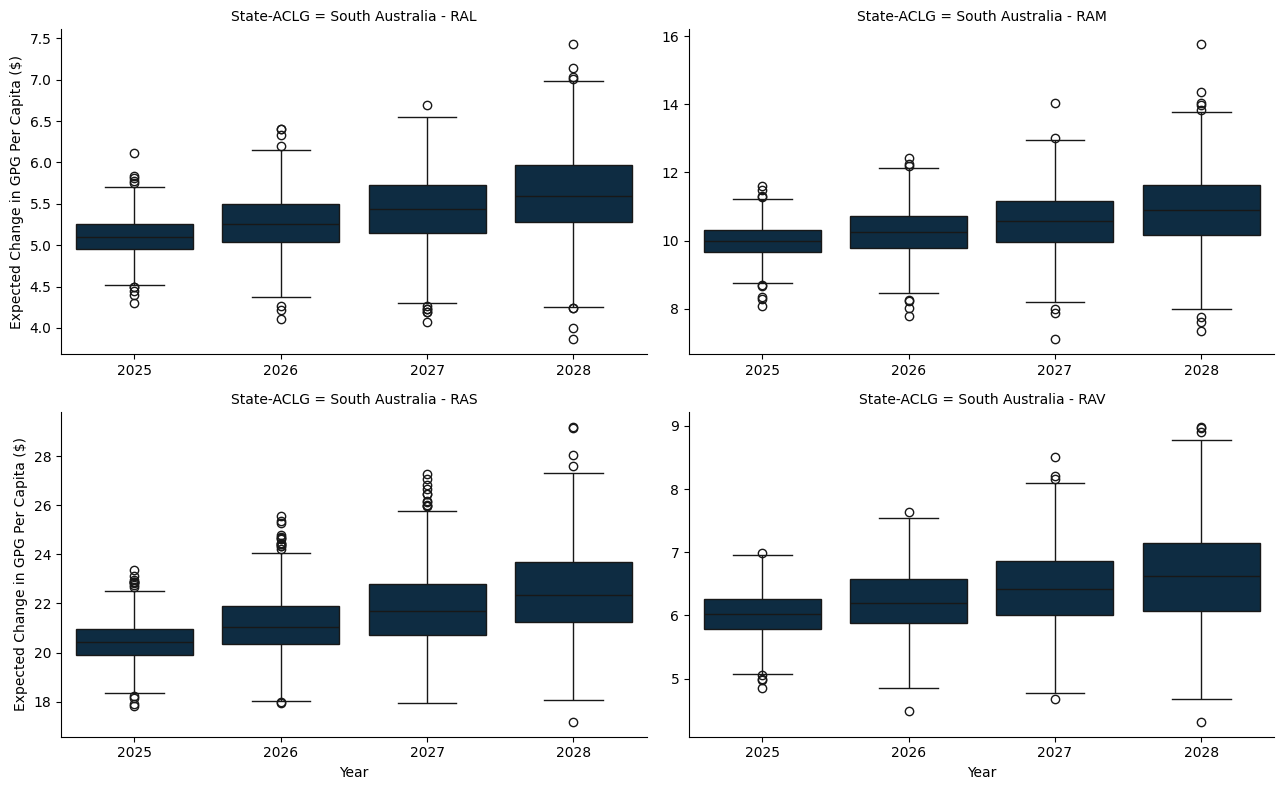 State-ACLG = South Australia - RAL
Expected Change in GPG Per Capita ($)
7.5
7.0
6.5
6.0
5.5
5.0
4.5
4.0
2025 2026 2027 2028
State-ACLG = South Australia - RAM
16
14
12
10
8
2025 2026 2027 2028
State-ACLG = South Australia - RAS
Expected Change in GPG Per Capita ($)
28
26
24
22
20
18
2025 2026 2027 2028
Year
State-ACLG = South Australia - RAV
9
8
7
6
5
2025 2026 2027 2028
Year